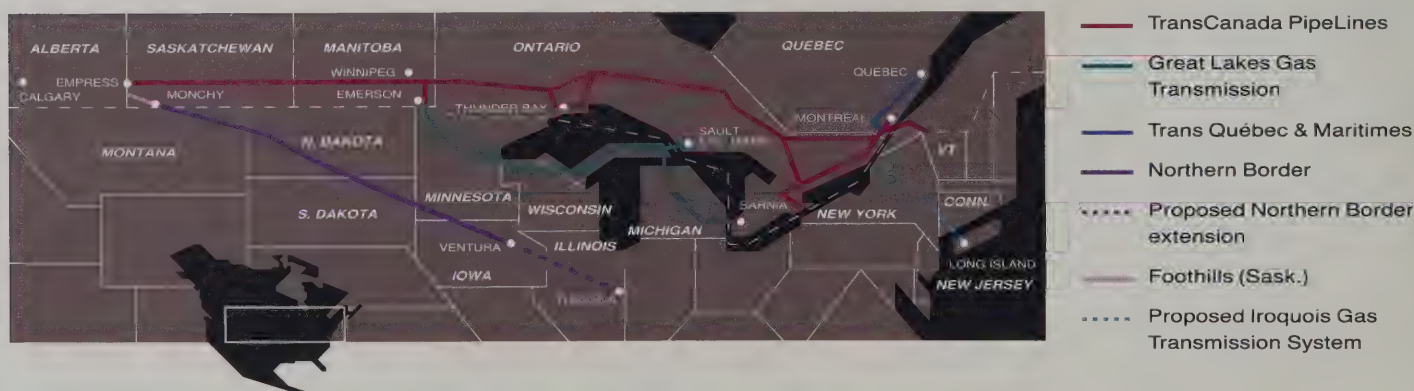 ALBERTA
SASKATCHEWAN
MANITOBA
ONTARIO
QUEBEC
WINNIPEG
QUEBEC
EMPRESS
CALGARY
MONCHY
EMERSON
THUNDER BAY
MONTREAL
SAULT
MONTANA
N. DAKOTA
VT
MINNESOTA
WISCONSIN
SARNIA
NEW YORK
CONN.
S. DAKOTA
MICHIGAN
VENTURA
ILLINOIS
IOWA
LONG ISLAND
NEW JERSEY
TransCanada PipeLines
Great Lakes Gas
Transmission
Trans Québec & Maritimes
Northern Border
Proposed Northern Border
extension
Foothills (Sask.)
Proposed Iroquois Gas
Transmission System